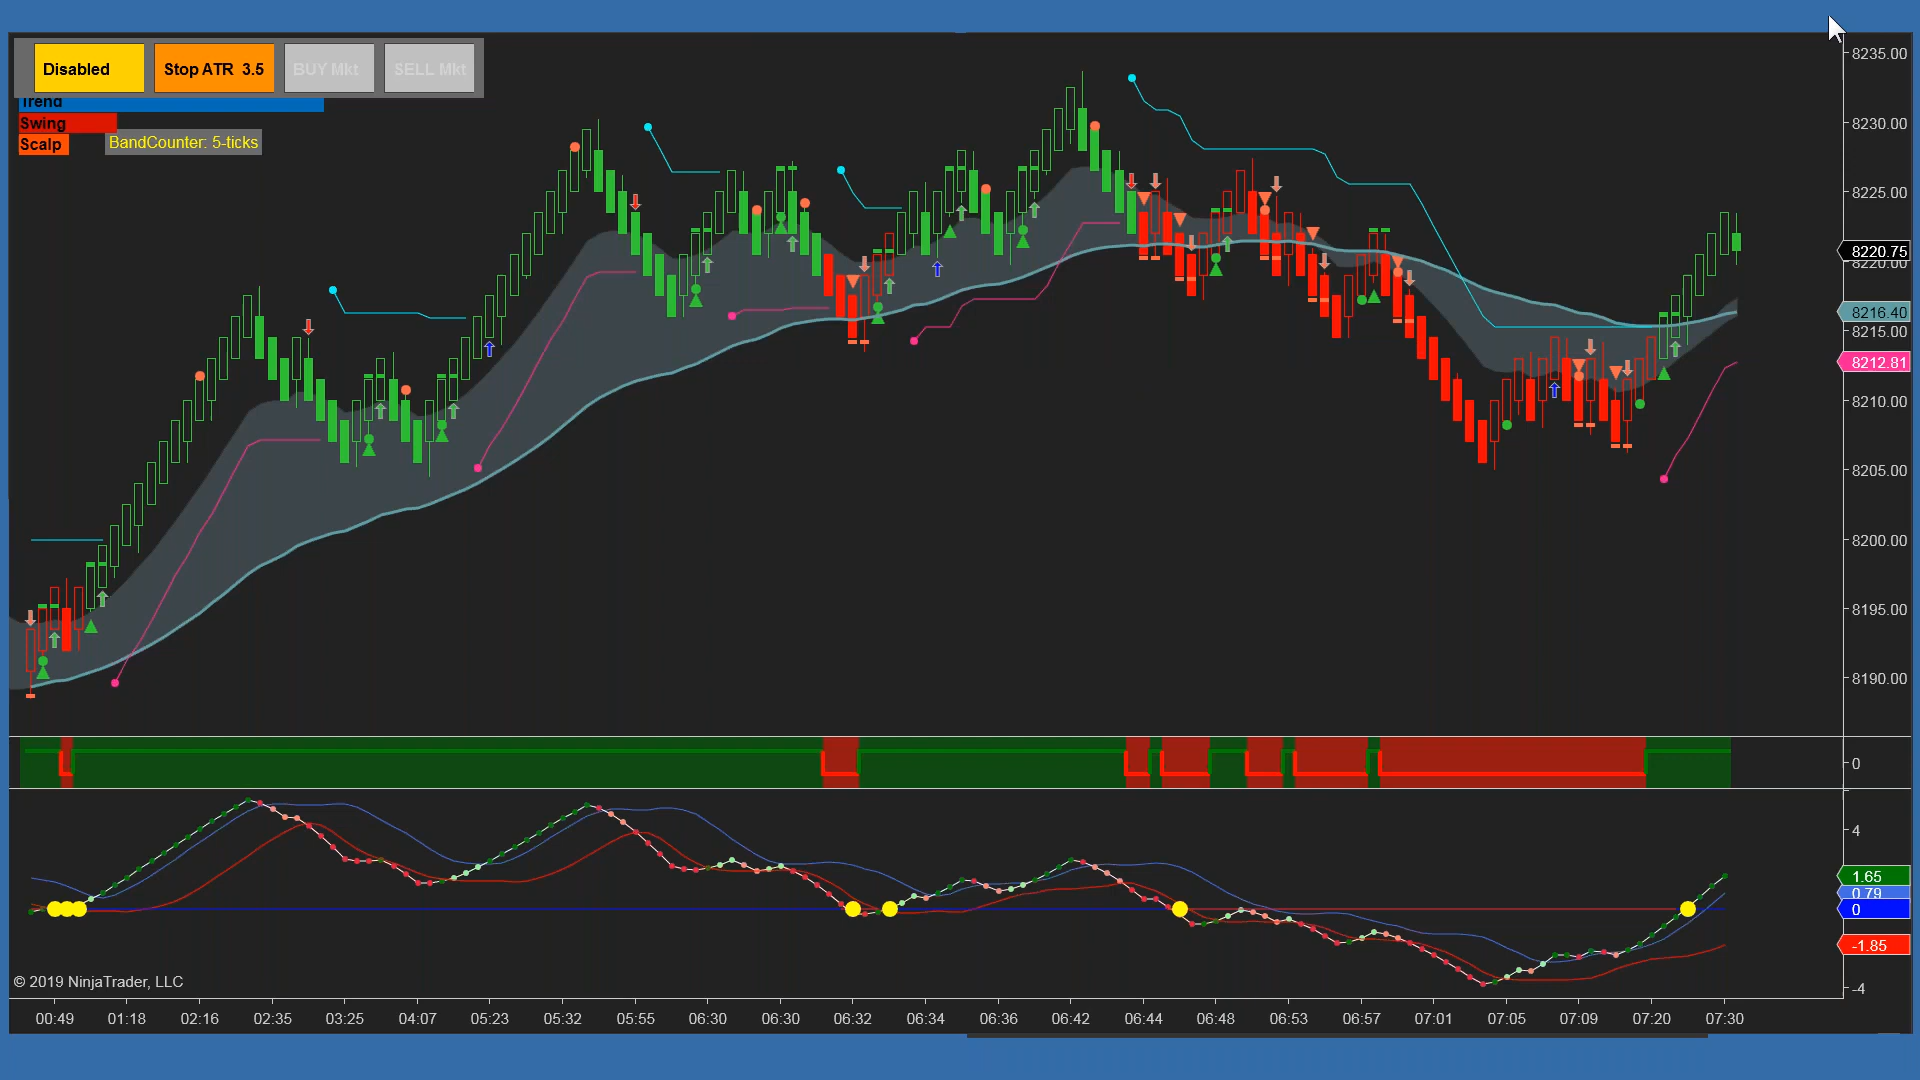 Disabled
Stop ATR 3.5
BUY Mkt
SELL Mkt
Trend
Swing
Scalp
BandCounter: 5-ticks
8235.00
8230.00
8225.00
8220.75
8220.00
8216.40
8215.00
8212.81
8210.00
8205.00
8200.00
8195.00
8190.00
0
4
1.65
0.79
0
-1.85
-4
© 2019 NinjaTrader, LLC
00:49 01:18 02:16 02:35 03:25 04:07 05:23 05:32 05:55 06:30 06:30 06:32 06:34 06:36 06:42 06:44 06:48 06:53 06:57 07:01 07:05 07:09 07:20 07:30